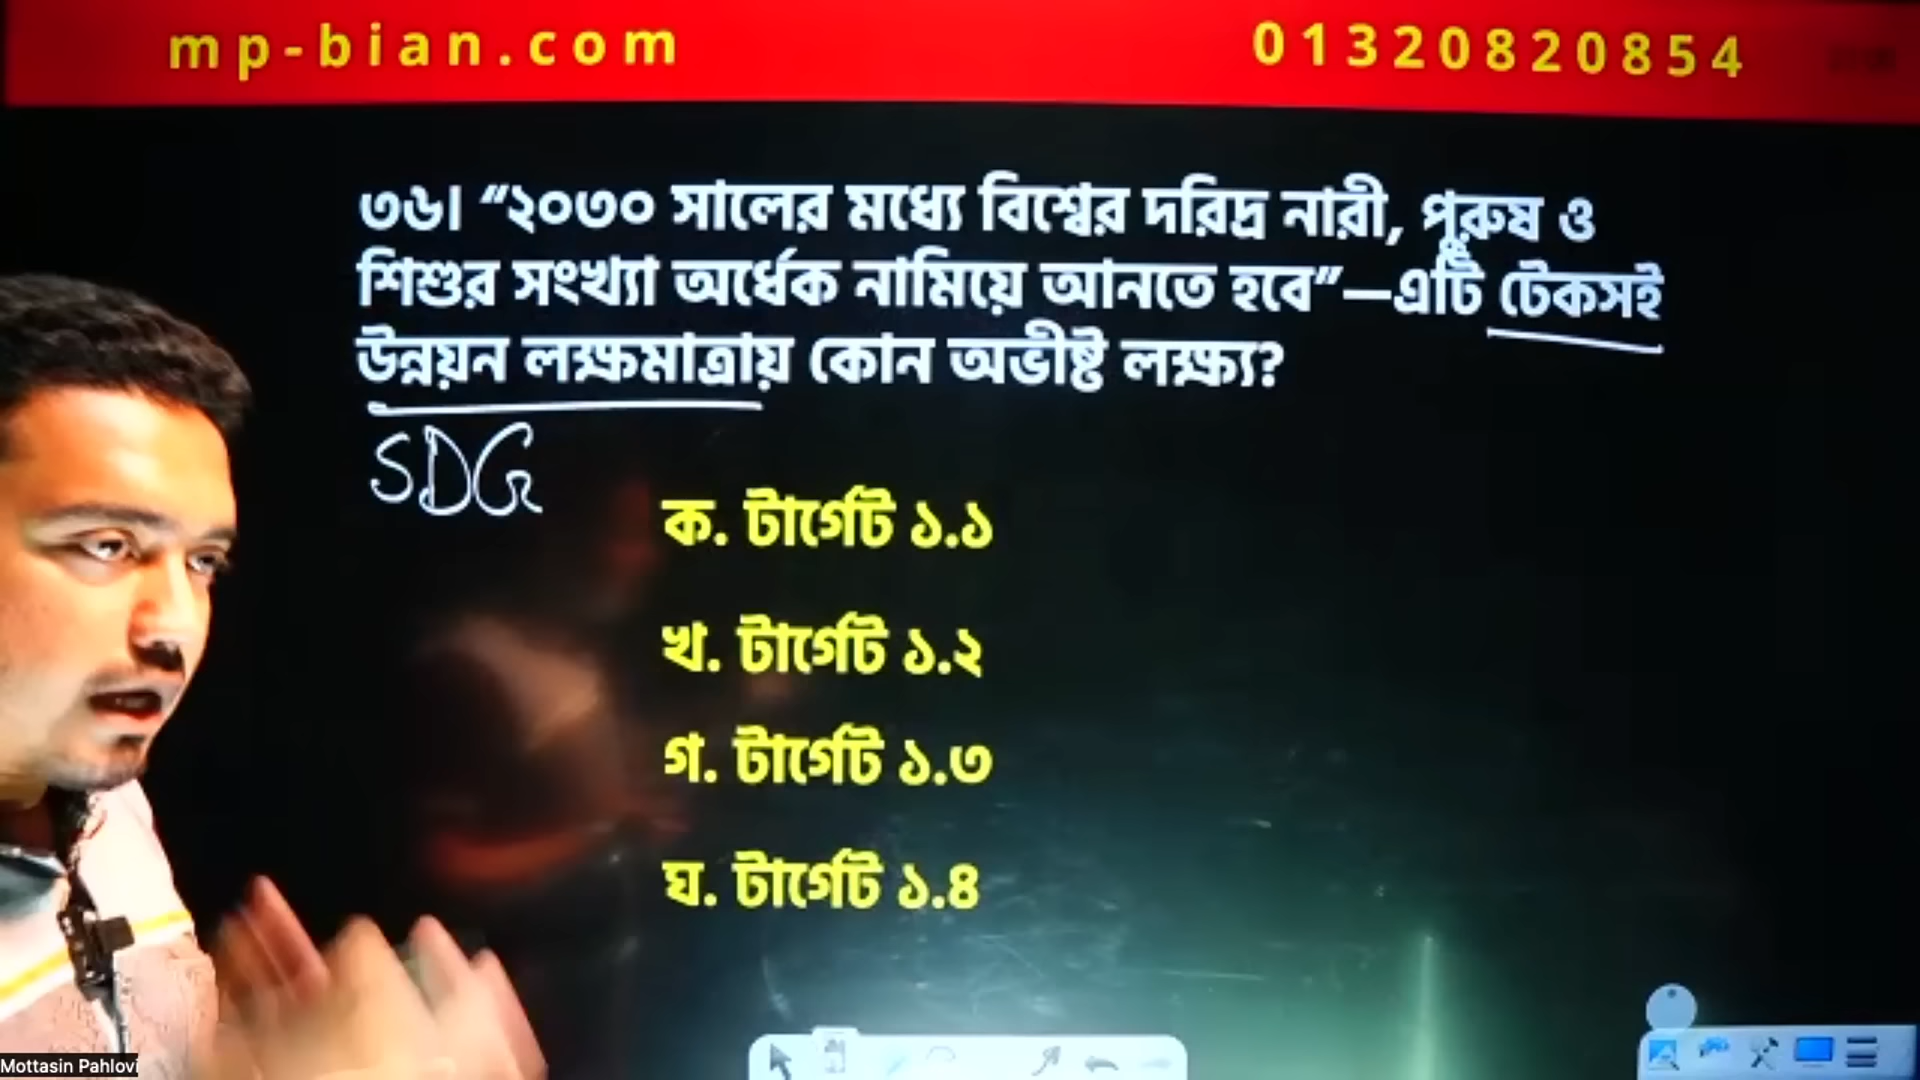 mp-bian.com
01320820854
৩৬। “২০৩০ সালের মধ্যে বিশ্বের দরিদ্র নারী, পুরুষ ও
শিশুর সংখ্যা অর্ধেক নামিয়ে আনতে হবে”—এটি টেকসই
উন্নয়ন লক্ষমাত্রায় কোন অভীষ্ট লক্ষ্য?
SDG
ক. টার্গেট ১.১
খ. টার্গেট ১.২
গ. টার্গেট ১.৩
ঘ. টার্গেট ১.৪
Mottasin Pahlovi